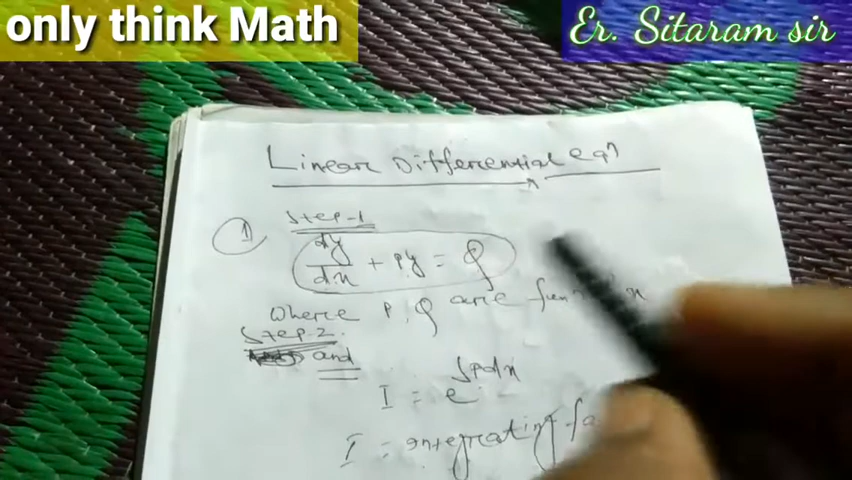 only think Math
Er. Sitaram sir
Linear Differential eqn
① Step-1
dy/dx + Py = Q
Where P, Q are fun x
Step-2.
and
I = e^∫Pdx
I = integrating